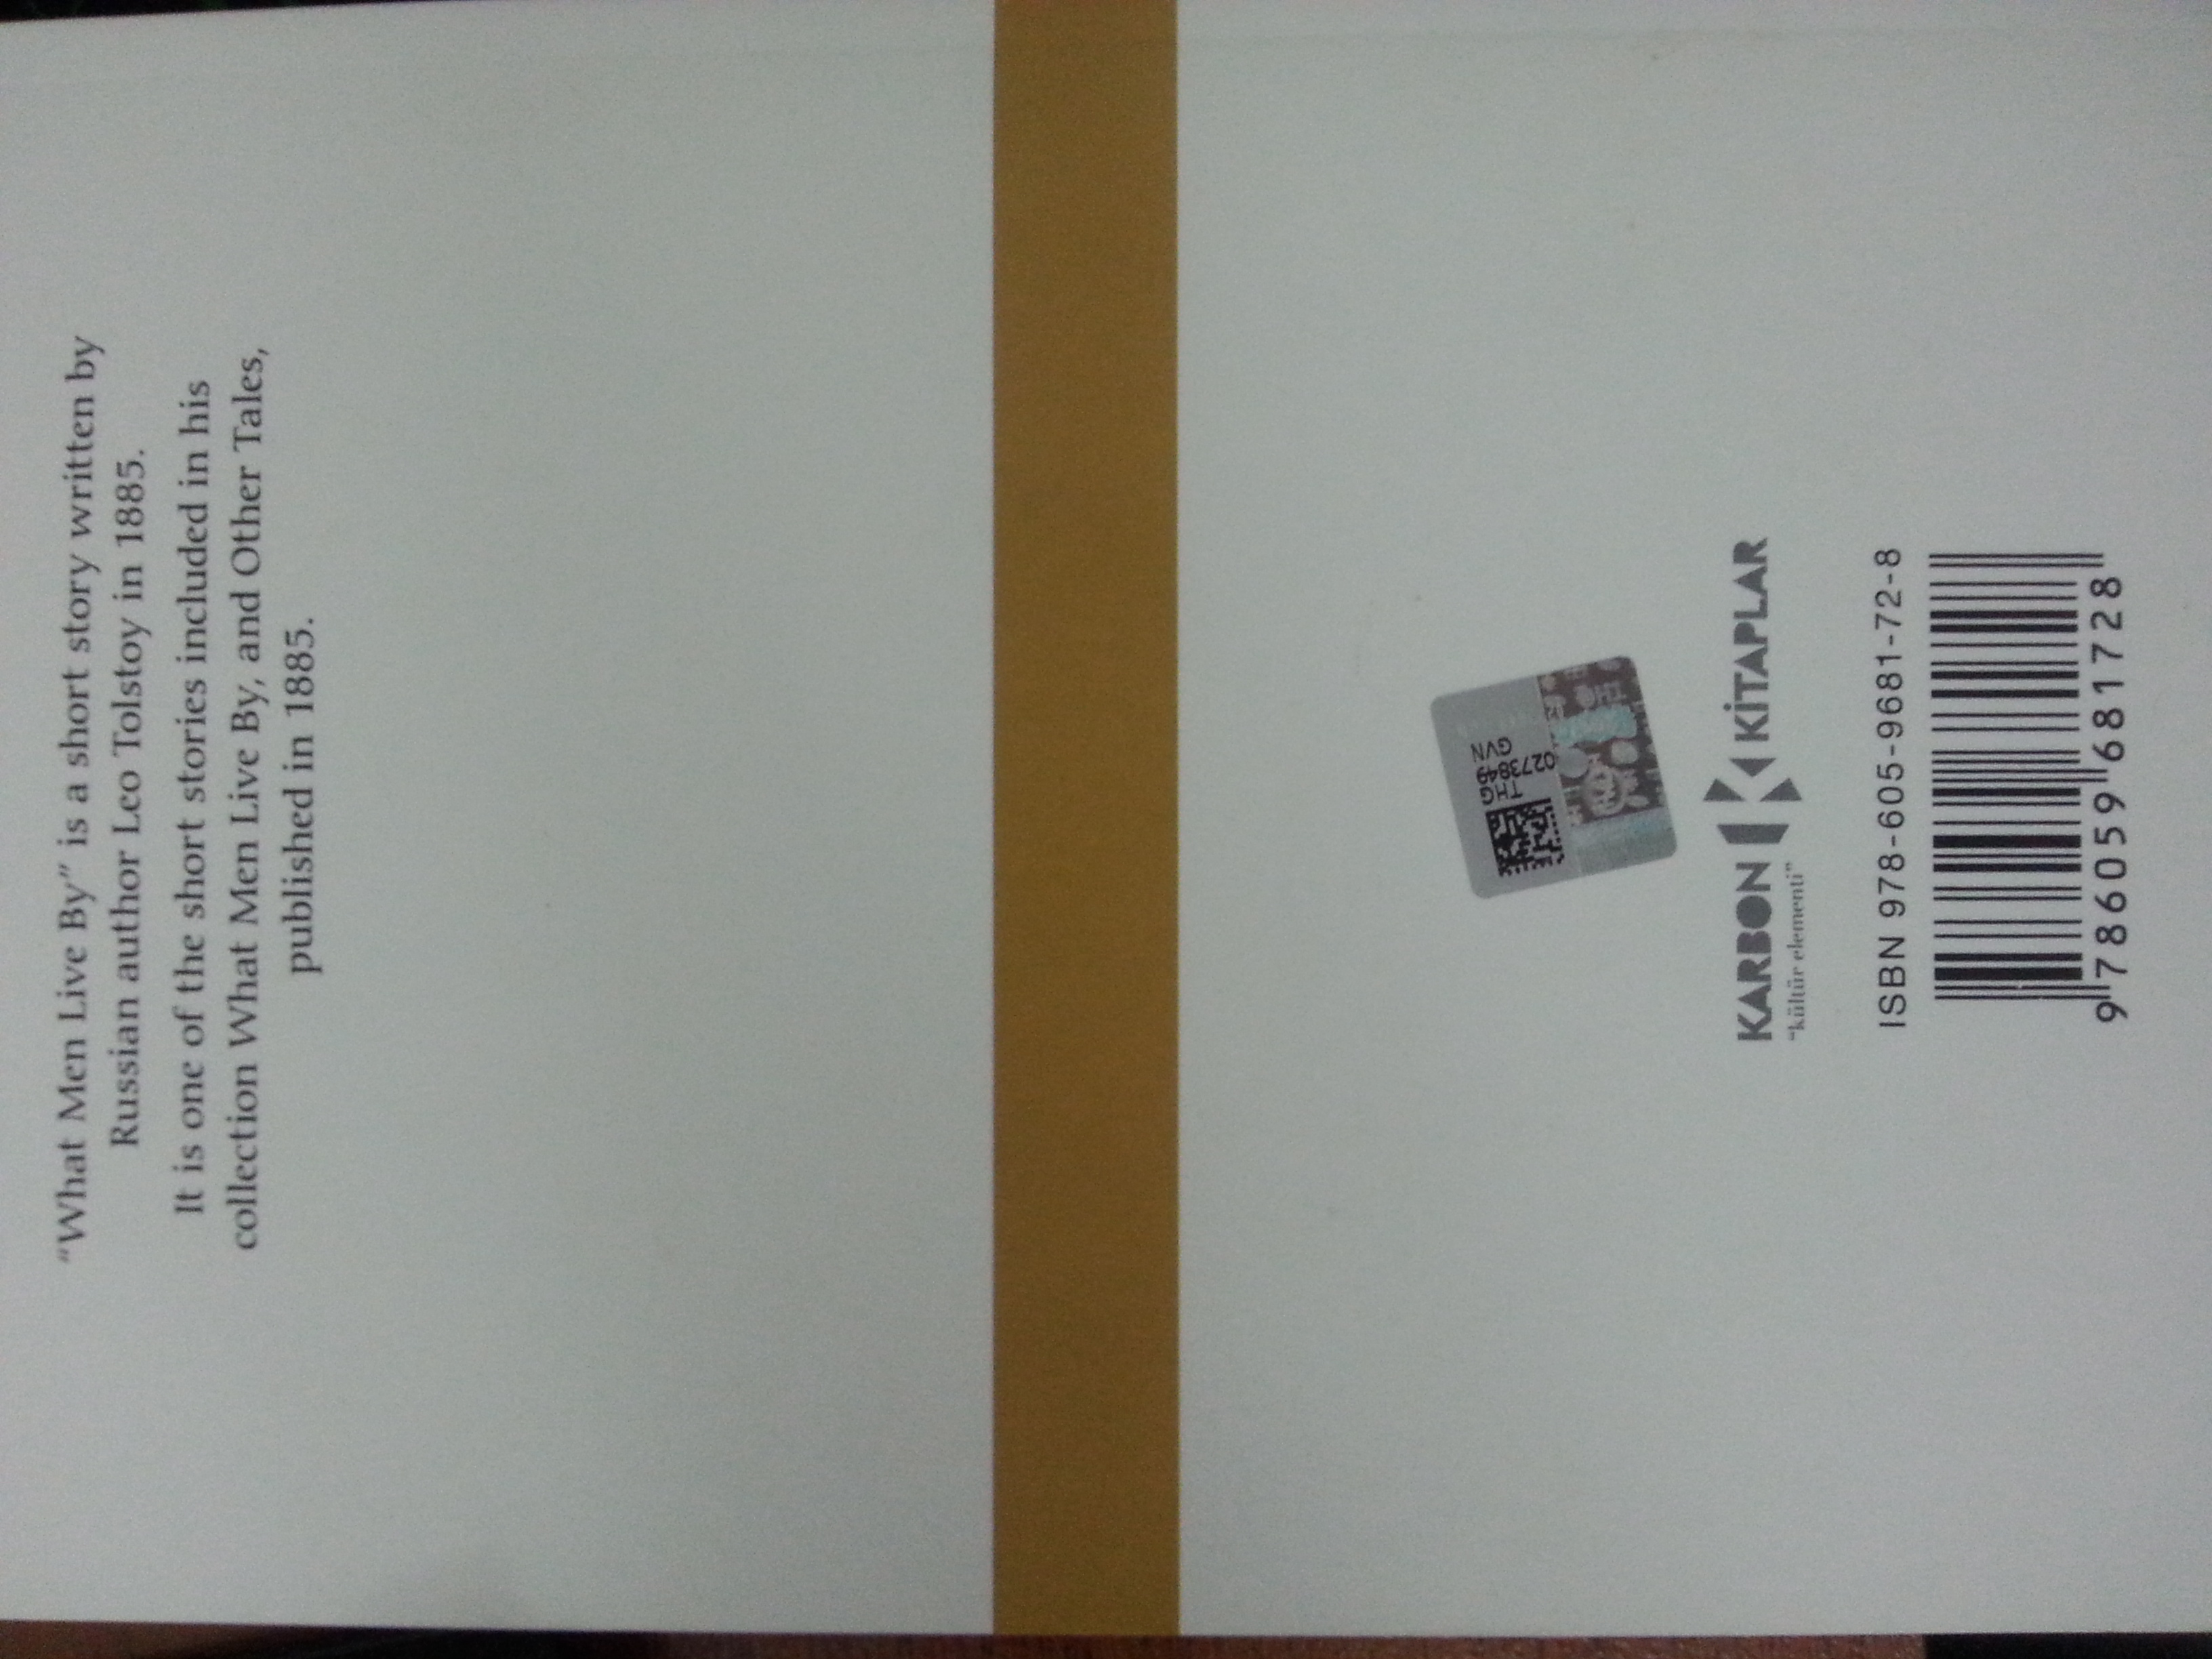 “What Men Live By” is a short story written by
Russian author Leo Tolstoy in 1885.
It is one of the short stories included in his
collection What Men Live By, and Other Tales,
published in 1885.
THG
0273849
GVN
KARBON K KİTAPLAR
“kültür elementi”
ISBN 978-605-9681-72-8
9 786059 681728